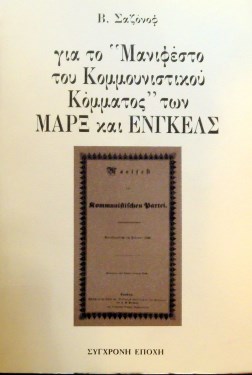 Β. Σαζόνοφ
για το "Μανιφέστο
του Κομμουνιστικού
Κόμματος" των
ΜΑΡΞ και ΕΝΓΚΕΛΣ
Manifest
der
Kommunistischen Partei.
ΣΥΓΧΡΟΝΗ ΕΠΟΧΗ